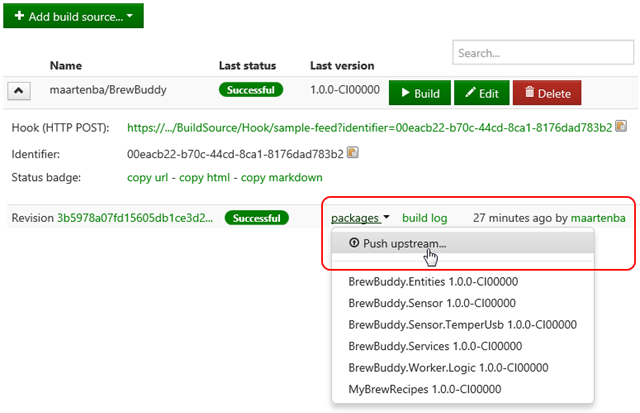 Add build source...
Search...
Name Last status Last version
maartenba/BrewBuddy Successful 1.0.0-CI00000 Build Edit Delete
Hook (HTTP POST): https://.../BuildSource/Hook/sample-feed?identifier=00eacb22-b70c-44cd-8ca1-8176dad783b2
Identifier: 00eacb22-b70c-44cd-8ca1-8176dad783b2
Status badge: copy url - copy html - copy markdown
Revision 3b5978a07fd15605db1ce3d2... Successful packages build log 27 minutes ago by maartenba
Push upstream...
BrewBuddy.Entities 1.0.0-CI00000
BrewBuddy.Sensor 1.0.0-CI00000
BrewBuddy.Sensor.TemperUsb 1.0.0-CI00000
BrewBuddy.Services 1.0.0-CI00000
BrewBuddy.Worker.Logic 1.0.0-CI00000
MyBrewRecipes 1.0.0-CI00000